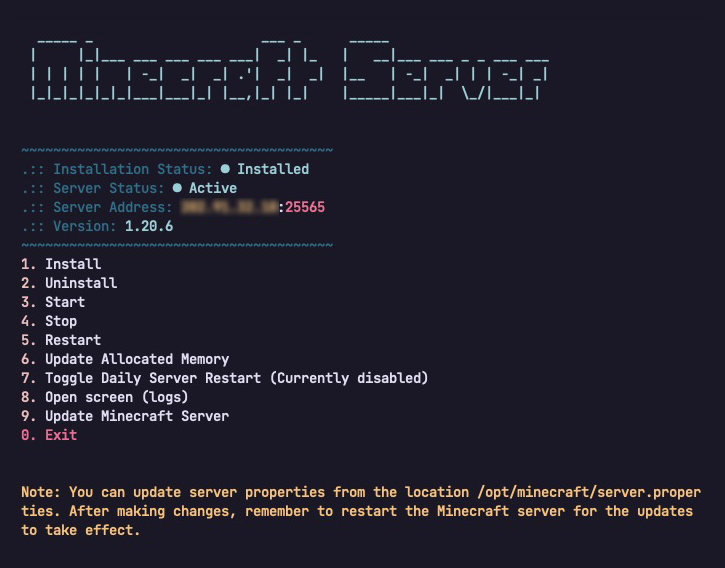 Minecraft Server
~~~~~~~~~~~~~~~~~~~~~~~~~~~~~~~~~~~~~~~
.:: Installation Status: ● Installed
.:: Server Status: ● Active
.:: Server Address: :25565
.:: Version: 1.20.6
~~~~~~~~~~~~~~~~~~~~~~~~~~~~~~~~~~~~~~~
1. Install
2. Uninstall
3. Start
4. Stop
5. Restart
6. Update Allocated Memory
7. Toggle Daily Server Restart (Currently disabled)
8. Open screen (logs)
9. Update Minecraft Server
0. Exit
Note: You can update server properties from the location /opt/minecraft/server.proper
ties. After making changes, remember to restart the Minecraft server for the updates
to take effect.